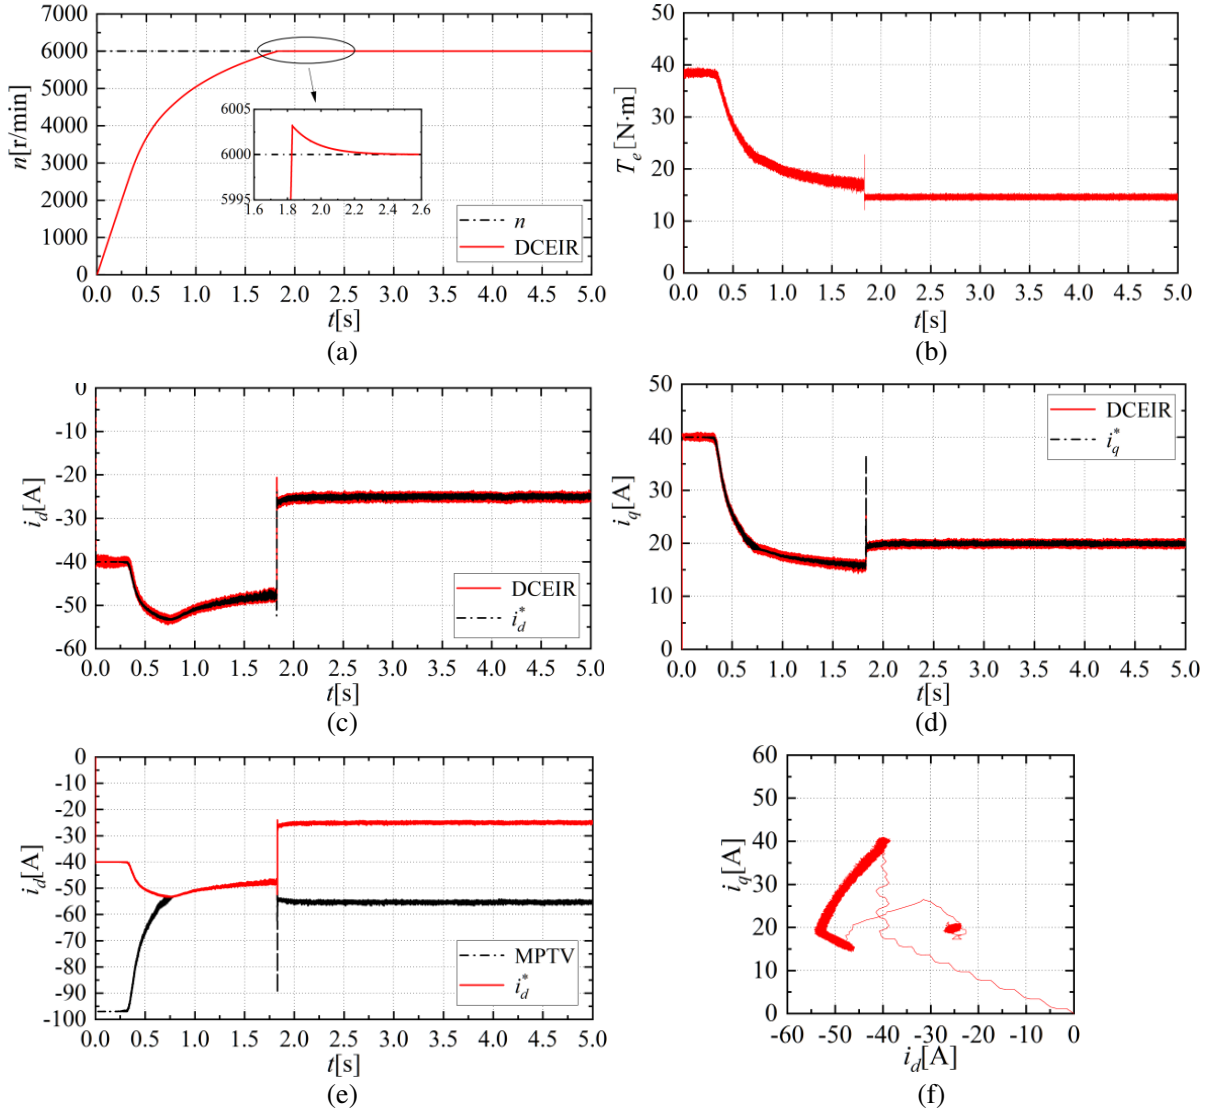 7000
6000
5000
4000
3000
2000
1000
0
n[r/min]
6005
6000
5995
1.6 1.8 2.0 2.2 2.4 2.6
n
DCEIR
0.0 0.5 1.0 1.5 2.0 2.5 3.0 3.5 4.0 4.5 5.0
t[s]
(a)
50
40
30
20
10
0
T_e[N·m]
0.0 0.5 1.0 1.5 2.0 2.5 3.0 3.5 4.0 4.5 5.0
t[s]
(b)
0
-10
-20
-30
-40
-50
-60
i_d[A]
DCEIR
i_d^*
0.0 0.5 1.0 1.5 2.0 2.5 3.0 3.5 4.0 4.5 5.0
t[s]
(c)
50
40
30
20
10
0
i_q[A]
DCEIR
i_q^*
0.0 0.5 1.0 1.5 2.0 2.5 3.0 3.5 4.0 4.5 5.0
t[s]
(d)
0
-10
-20
-30
-40
-50
-60
-70
-80
-90
-100
i_d[A]
MPTV
i_d^*
0.0 0.5 1.0 1.5 2.0 2.5 3.0 3.5 4.0 4.5 5.0
t[s]
(e)
60
50
40
30
20
10
0
i_q[A]
-60 -50 -40 -30 -20 -10 0
i_d[A]
(f)